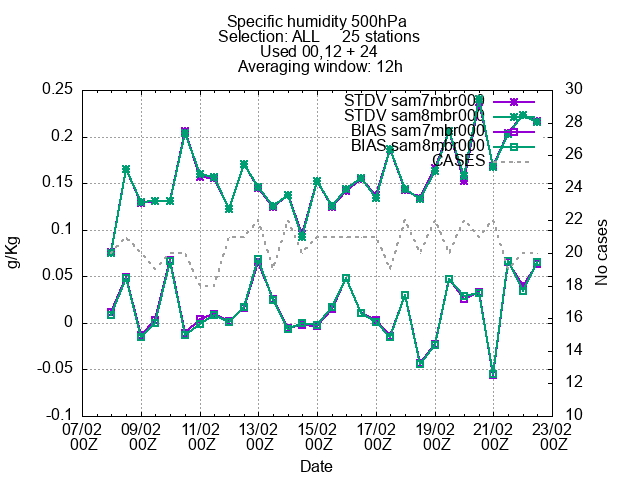 Specific humidity 500hPa
Selection: ALL 25 stations
Used 00,12 + 24
Averaging window: 12h
STDV sam7mbr000
STDV sam8mbr000
BIAS sam7mbr000
BIAS sam8mbr000
CASES
0.25
0.2
0.15
0.1
0.05
0
-0.05
-0.1
g/Kg
30
28
26
24
22
20
18
16
14
12
10
No cases
07/02 09/02 11/02 13/02 15/02 17/02 19/02 21/02 23/02
00Z 00Z 00Z 00Z 00Z 00Z 00Z 00Z 00Z
Date